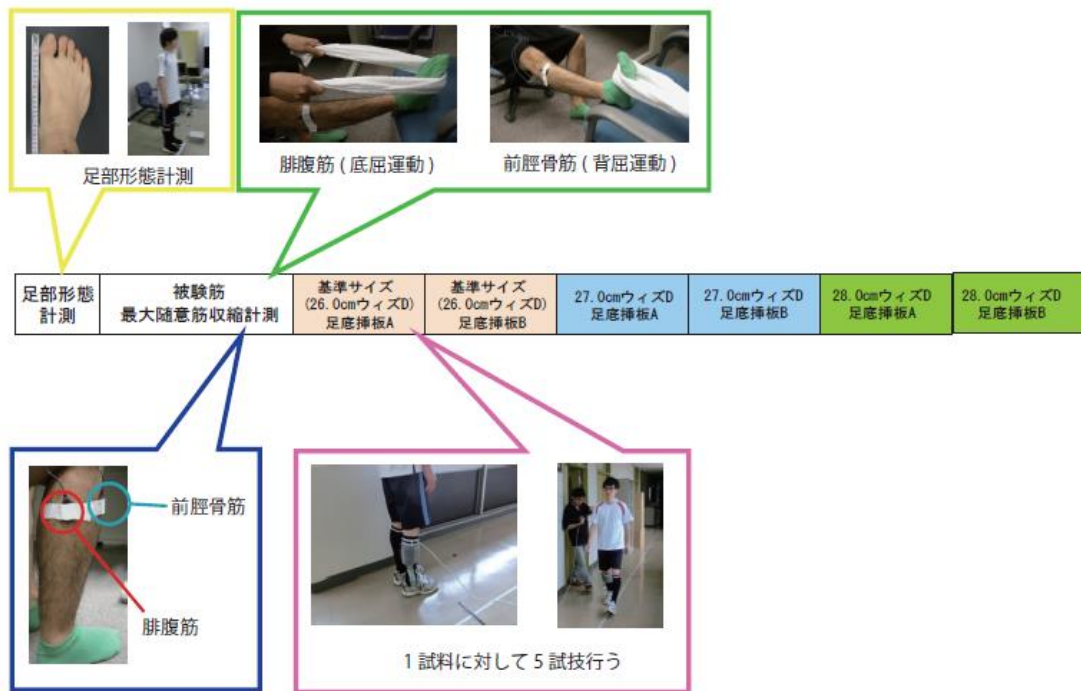 足部形態計測
腓腹筋 ( 底屈運動 )
前脛骨筋 ( 背屈運動 )
足部形態
計測
被験筋
最大随意筋収縮計測
基準サイズ
(26.0cmウィズD)
足底挿板A
基準サイズ
(26.0cmウィズD)
足底挿板B
27.0cmウィズD
足底挿板A
27.0cmウィズD
足底挿板B
28.0cmウィズD
足底挿板A
28.0cmウィズD
足底挿板B
前脛骨筋
腓腹筋
1 試料に対して 5 試技行う